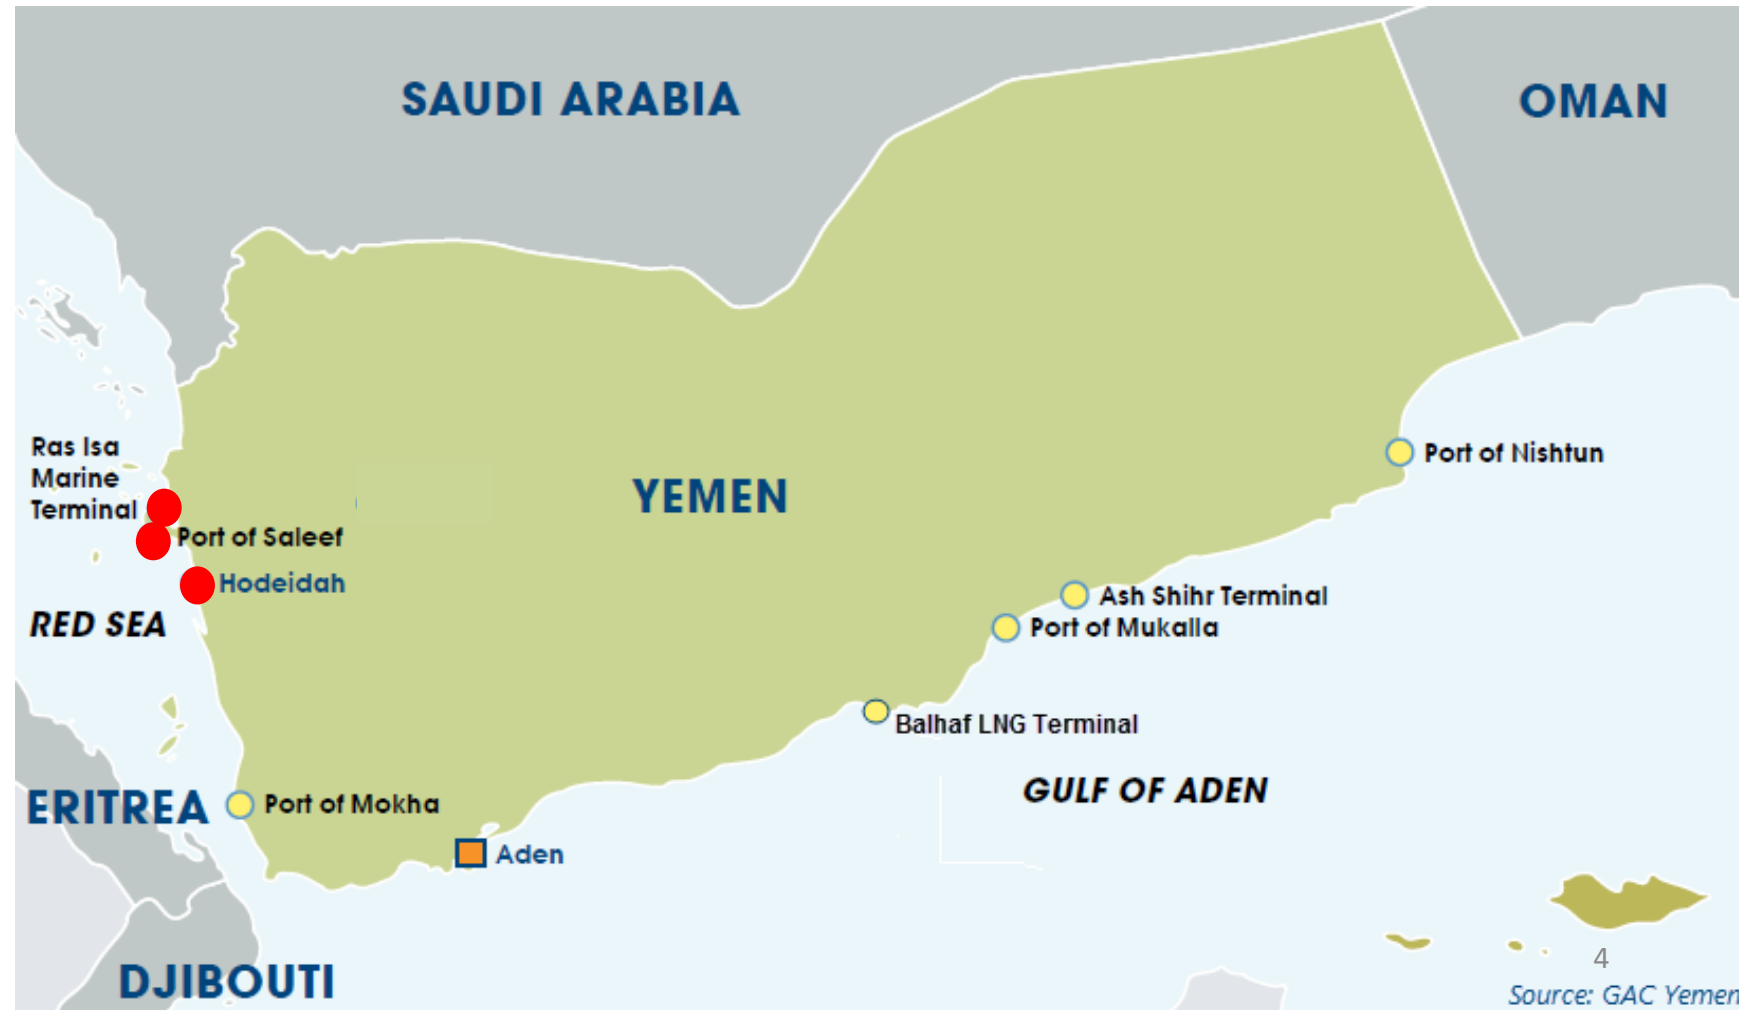 SAUDI ARABIA
OMAN
Ras Isa
Marine
Terminal
Port of Saleef
Hodeidah
RED SEA
YEMEN
Port of Nishtun
Ash Shihr Terminal
Port of Mukalla
Balhaf LNG Terminal
GULF OF ADEN
ERITREA
Port of Mokha
Aden
DJIBOUTI
4
Source: GAC Yemen